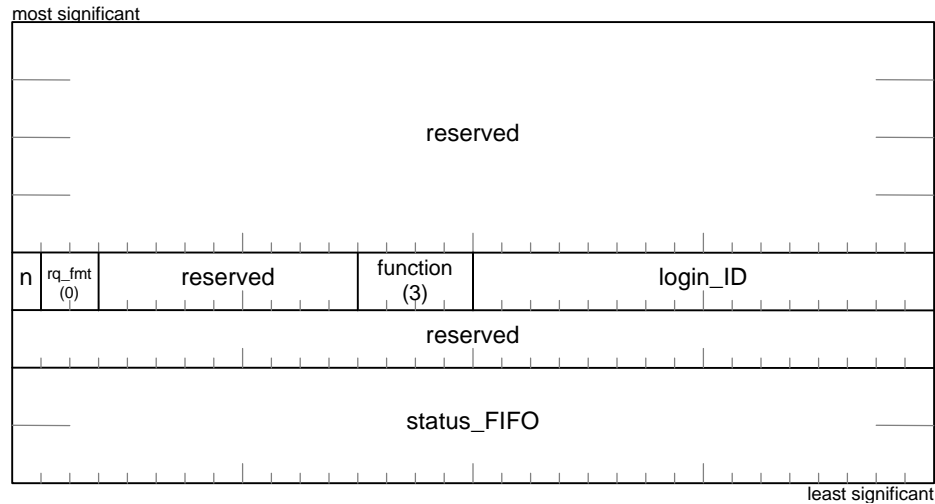 most significant
reserved
n
rq_fmt
(0)
reserved
function
(3)
login_ID
reserved
status_FIFO
least significant